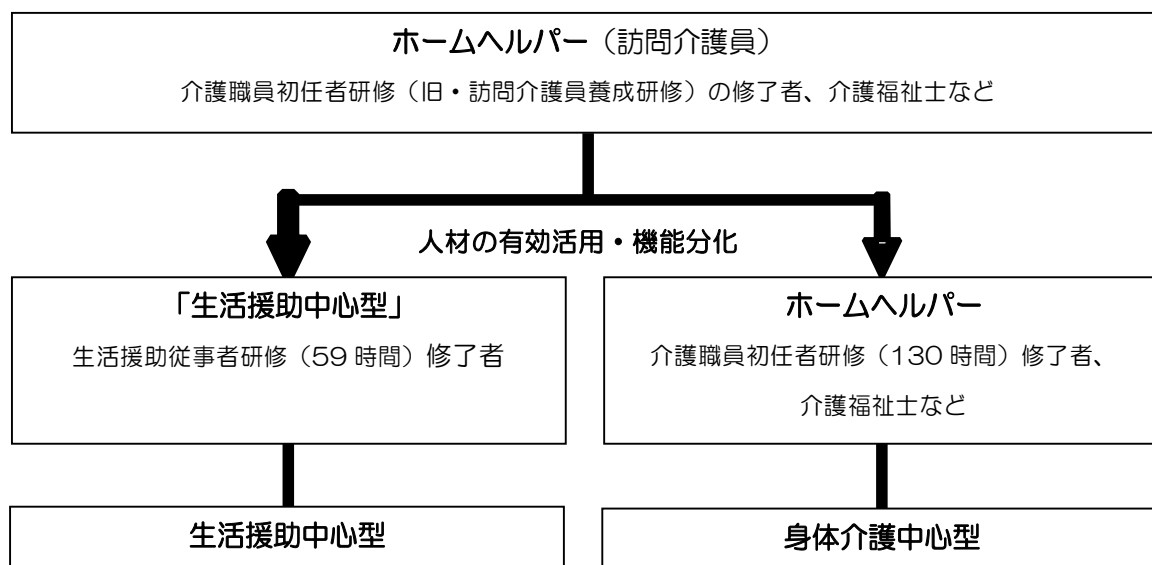 ホームヘルパー（訪問介護員）
介護職員初任者研修（旧・訪問介護員養成研修）の修了者、介護福祉士など
人材の有効活用・機能分化
「生活援助中心型」
生活援助従事者研修（59 時間）修了者
ホームヘルパー
介護職員初任者研修（130 時間）修了者、
介護福祉士など
生活援助中心型
身体介護中心型